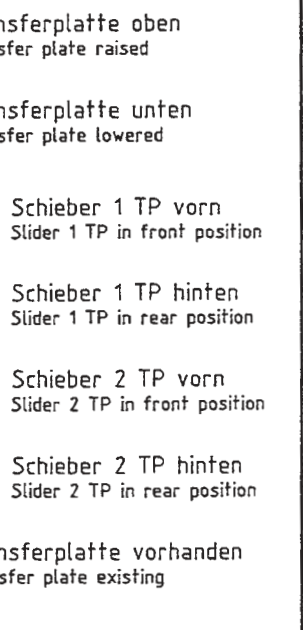 nsferplatte oben
sfer plate raised
nsferplatte unten
sfer plate lowered
Schieber 1 TP vorn
Slider 1 TP in front position
Schieber 1 TP hinten
Slider 1 TP in rear position
Schieber 2 TP vorn
Slider 2 TP in front position
Schieber 2 TP hinten
Slider 2 TP in rear position
nsferplatte vorhanden
sfer plate existing